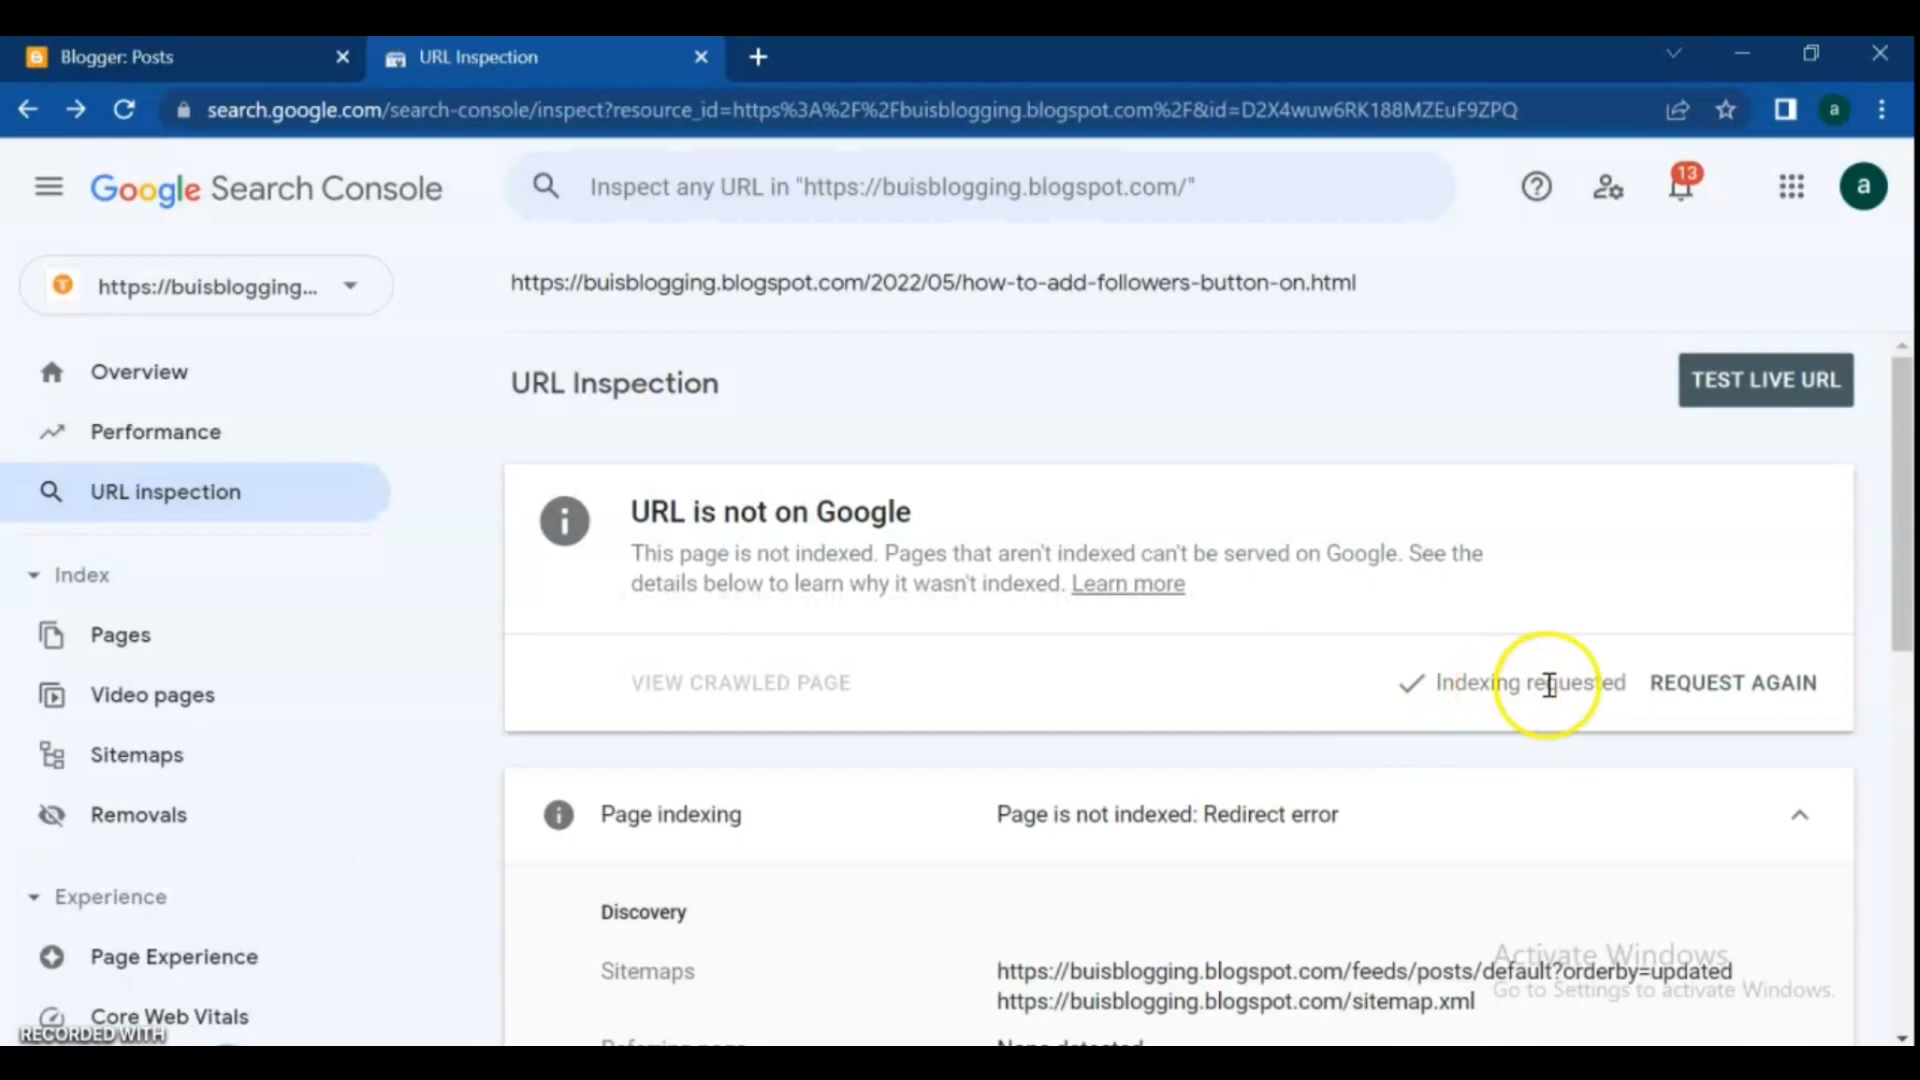 Blogger: Posts
URL Inspection
search.google.com/search-console/inspect?resource_id=https%3A%2F%2Fbuisblogging.blogspot.com%2F&id=D2X4wuw6RK188MZEuF9ZPQ
a
Google Search Console
Inspect any URL in "https://buisblogging.blogspot.com/"
13
a
https://buisblogging...
https://buisblogging.blogspot.com/2022/05/how-to-add-followers-button-on.html
Overview
Performance
URL inspection
Index
Pages
Video pages
Sitemaps
Removals
Experience
Page Experience
Core Web Vitals
RECORDED WITH
URL Inspection
TEST LIVE URL
URL is not on Google
This page is not indexed. Pages that aren't indexed can't be served on Google. See the
details below to learn why it wasn't indexed. Learn more
VIEW CRAWLED PAGE
Indexing requested
REQUEST AGAIN
Page indexing
Page is not indexed: Redirect error
Discovery
Sitemaps
https://buisblogging.blogspot.com/feeds/posts/default?orderby=updated
https://buisblogging.blogspot.com/sitemap.xml
Activate Windows
Go to Settings to activate Windows.